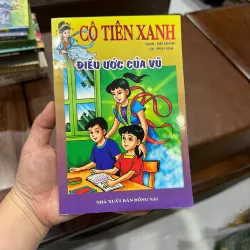 CÔ TIÊN XANH
ĐIỀU ƯỚC CỦA VŨ
NHÀ XUẤT BẢN ĐỒNG NAI